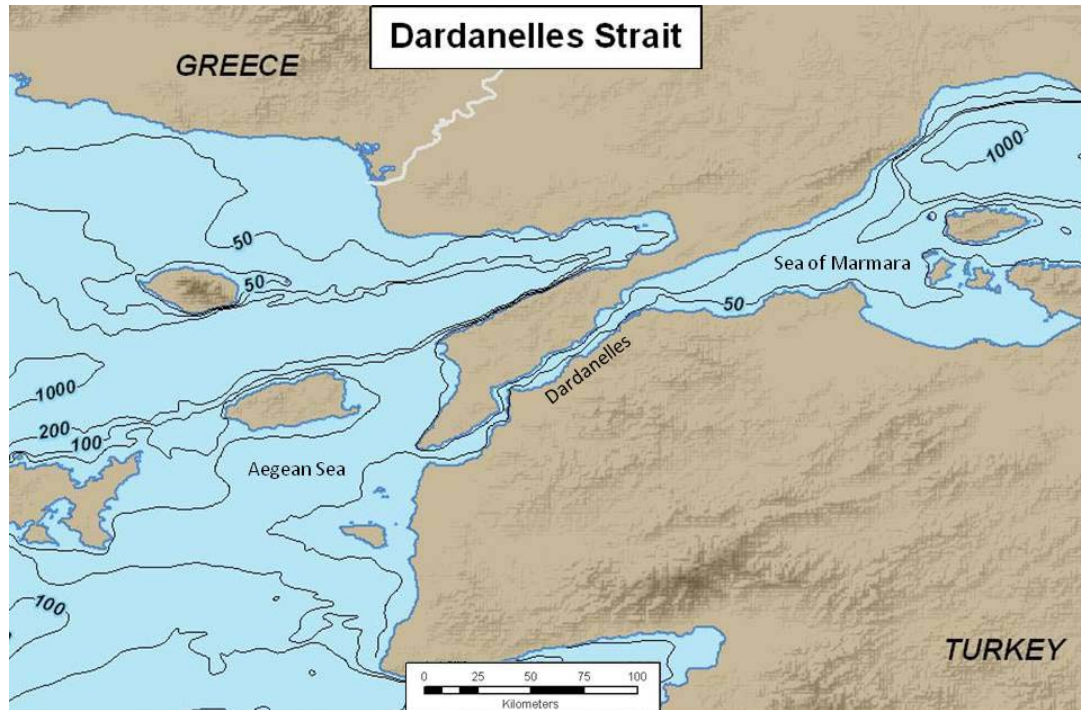 Dardanelles Strait
GREECE
1000
50
50
Sea of Marmara
50
Dardanelles
1000
200
100
Aegean Sea
100
TURKEY
0 25 50 75 100
Kilometers